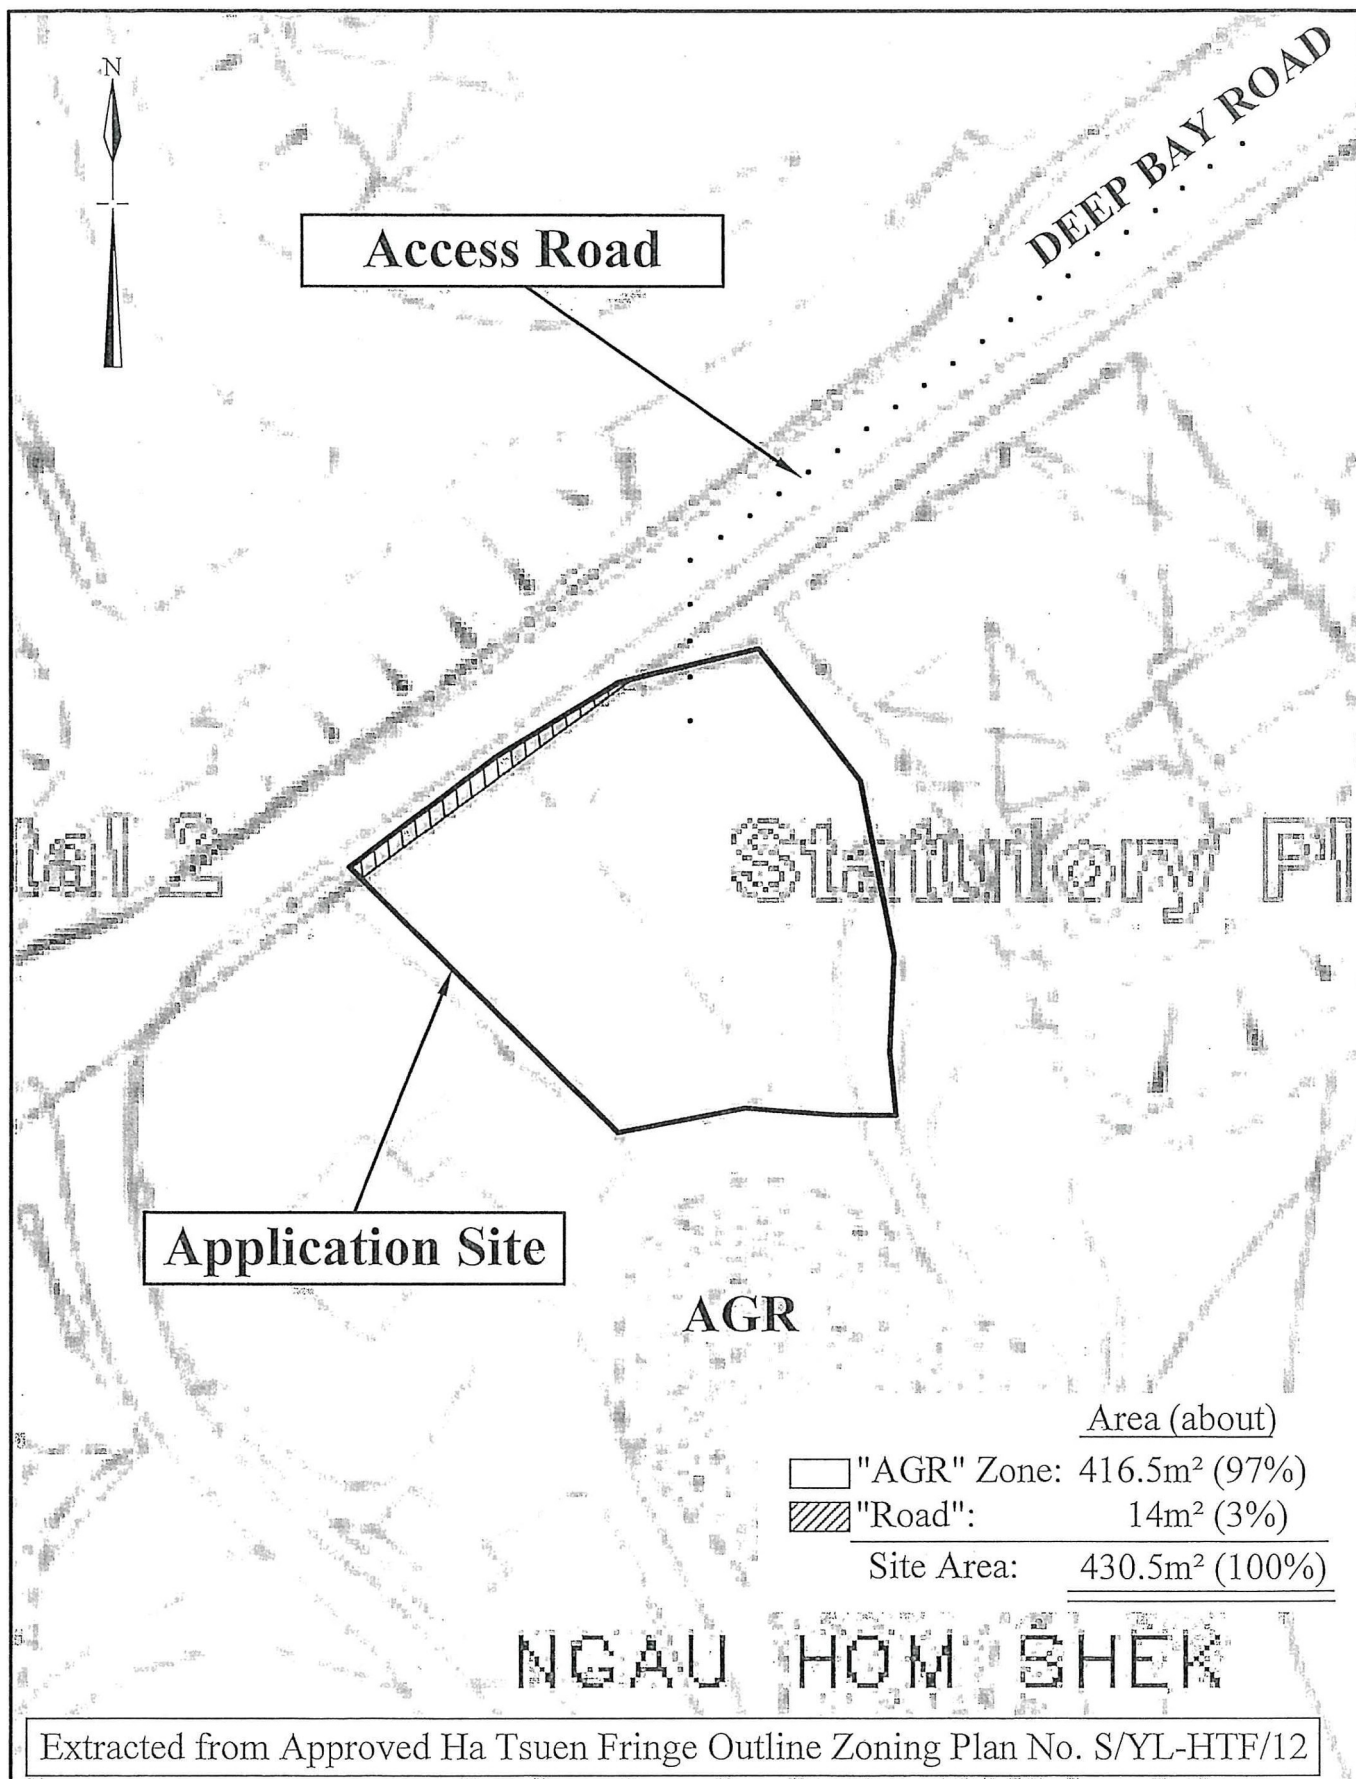 N
DEEP BAY ROAD
Access Road
Application Site
AGR
Area (about)
"AGR" Zone: 416.5m² (97%)
"Road": 14m² (3%)
Site Area: 430.5m² (100%)
NGAU HOM SHEK
Extracted from Approved Ha Tsuen Fringe Outline Zoning Plan No. S/YL-HTF/12